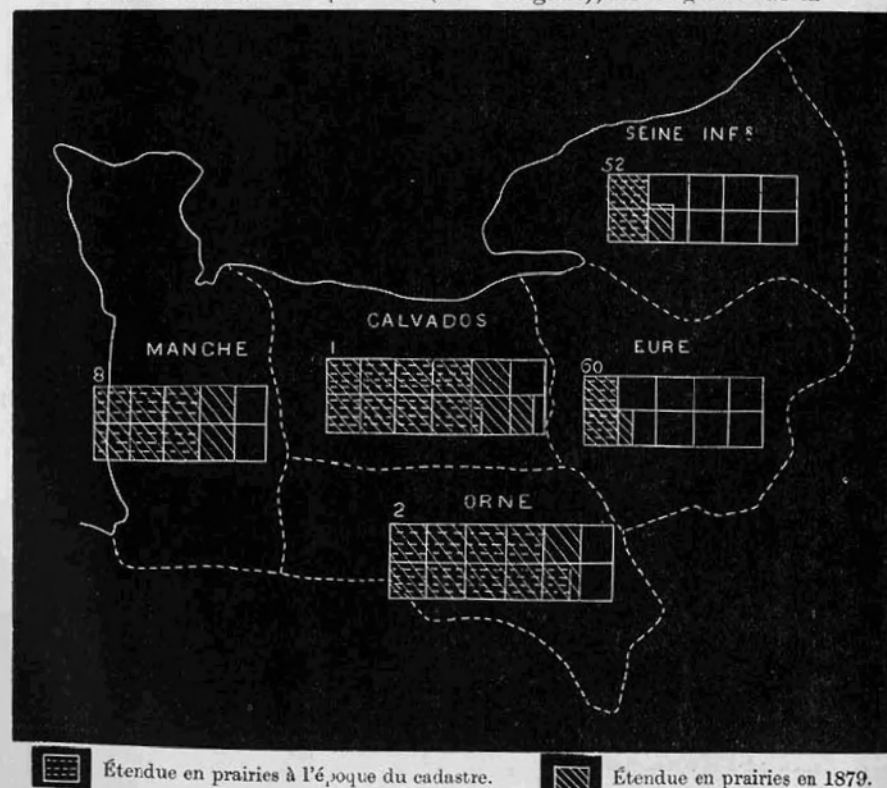 SEINE INFᴿ
52
CALVADOS
1
MANCHE
8
EURE
60
ORNE
2
Étendue en prairies à l'époque du cadastre.
Étendue en prairies en 1879.